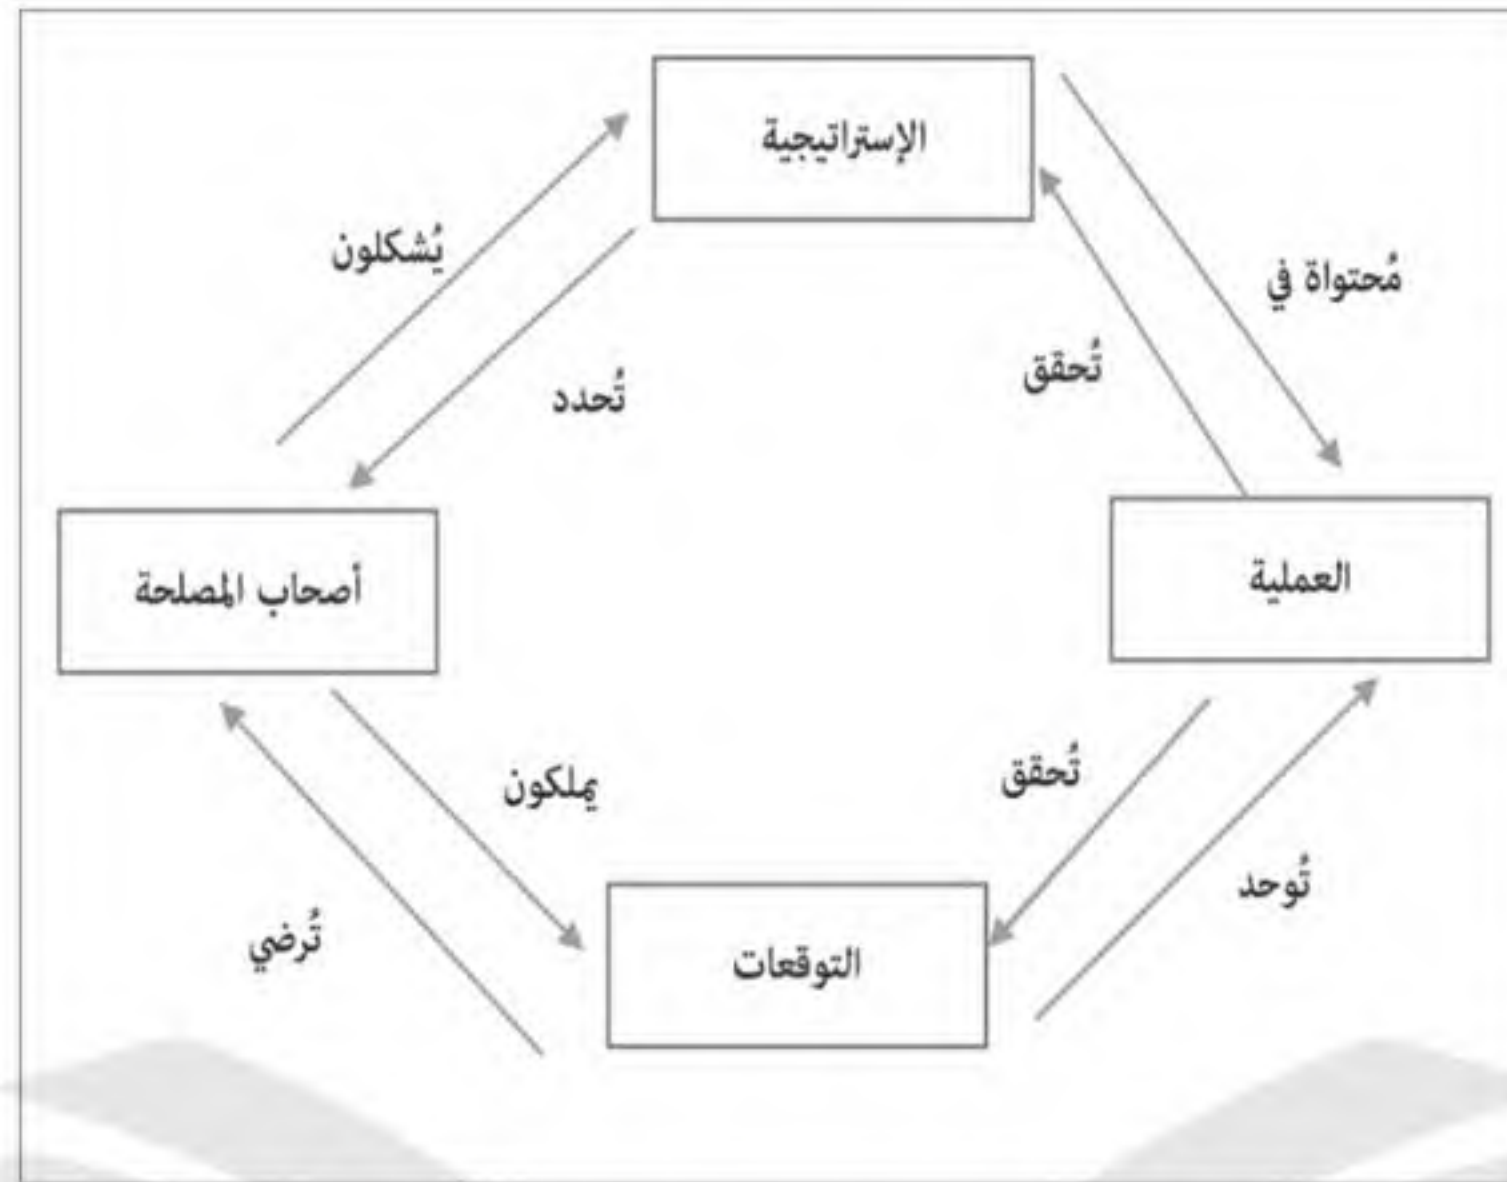 الإستراتيجية
مُحتواة في
يُشكلون
تُحقق
تُحدد
العملية
أصحاب المصلحة
تُحقق
يملكون
تُوحد
تُرضي
التوقعات